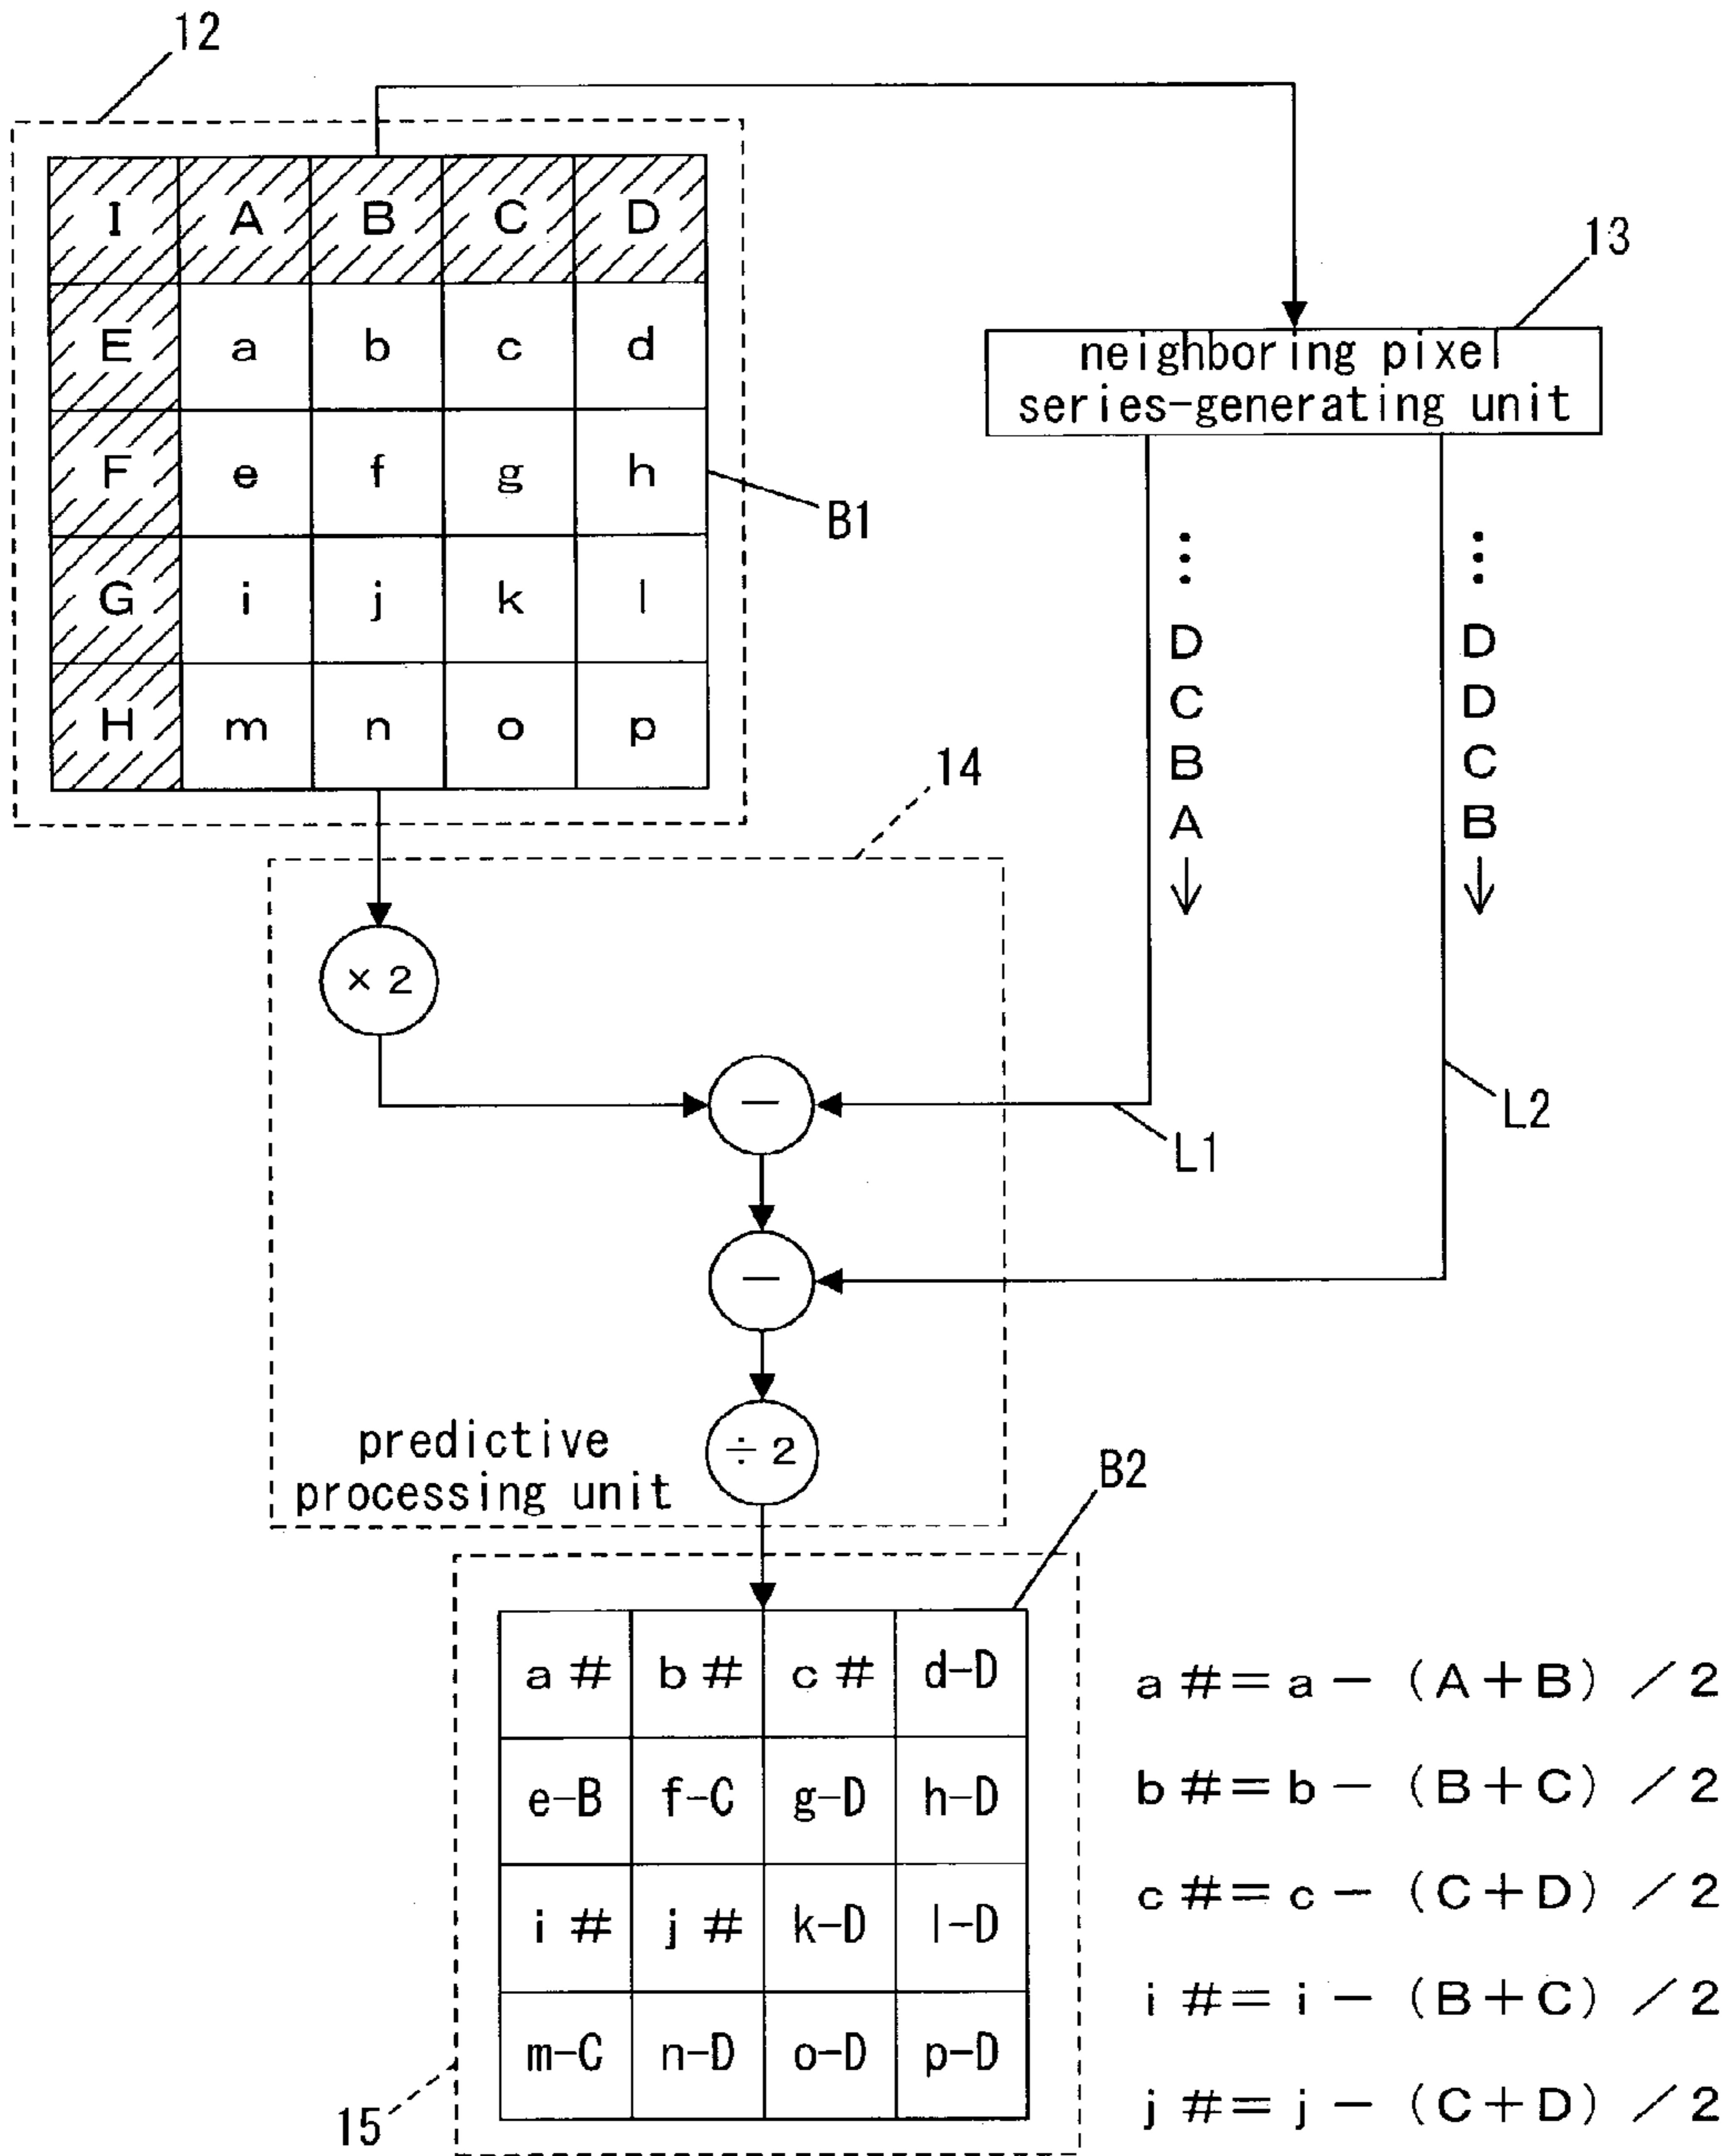 12
I A B C D
E a b c d
F e f g h
G i j k l
H m n o p
B1
13
neighboring pixel
series-generating unit
⋮ ⋮
D D
C D
B C
A B
↓ ↓
14
× 2
−
L1
L2
−
÷ 2
predictive
processing unit
B2
a # b # c # d-D
e-B f-C g-D h-D
i # j # k-D l-D
m-C n-D o-D p-D
15
a #= a − (A+B) / 2
b #= b − (B+C) / 2
c #= c − (C+D) / 2
i #= i − (B+C) / 2
j #= j − (C+D) / 2